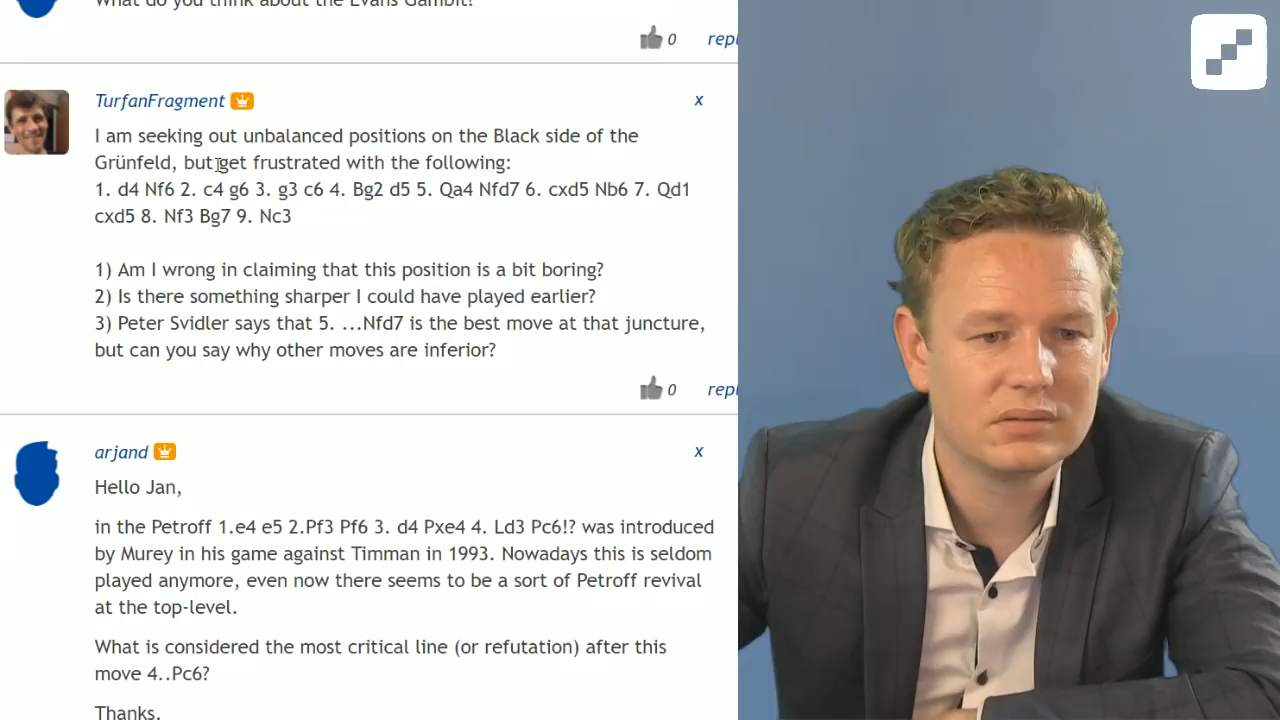 What do you think about the Evans Gambit?
0 repl
TurfanFragment x
I am seeking out unbalanced positions on the Black side of the
Grünfeld, but get frustrated with the following:
1. d4 Nf6 2. c4 g6 3. g3 c6 4. Bg2 d5 5. Qa4 Nfd7 6. cxd5 Nb6 7. Qd1
cxd5 8. Nf3 Bg7 9. Nc3
1) Am I wrong in claiming that this position is a bit boring?
2) Is there something sharper I could have played earlier?
3) Peter Svidler says that 5. ...Nfd7 is the best move at that juncture,
but can you say why other moves are inferior?
0 repl
arjand x
Hello Jan,
in the Petroff 1.e4 e5 2.Pf3 Pf6 3. d4 Pxe4 4. Ld3 Pc6!? was introduced
by Murey in his game against Timman in 1993. Nowadays this is seldom
played anymore, even now there seems to be a sort of Petroff revival
at the top-level.
What is considered the most critical line (or refutation) after this
move 4..Pc6?
Thanks.